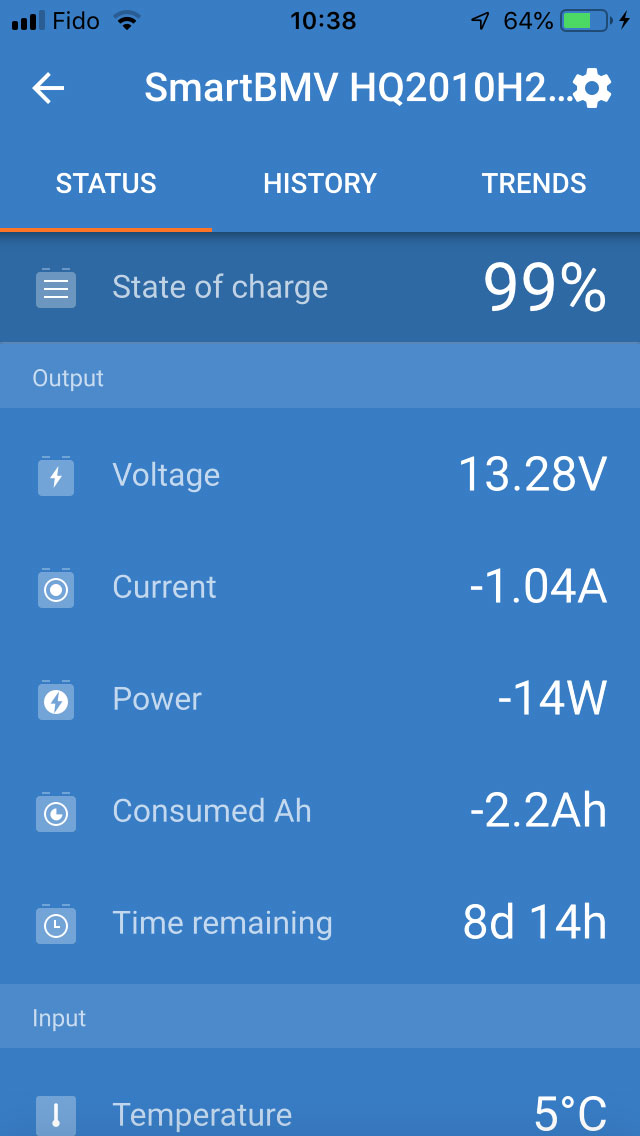 Fido 10:38 64%
SmartBMV HQ2010H2...
STATUS HISTORY TRENDS
State of charge 99%
Output
Voltage 13.28V
Current -1.04A
Power -14W
Consumed Ah -2.2Ah
Time remaining 8d 14h
Input
Temperature 5°C